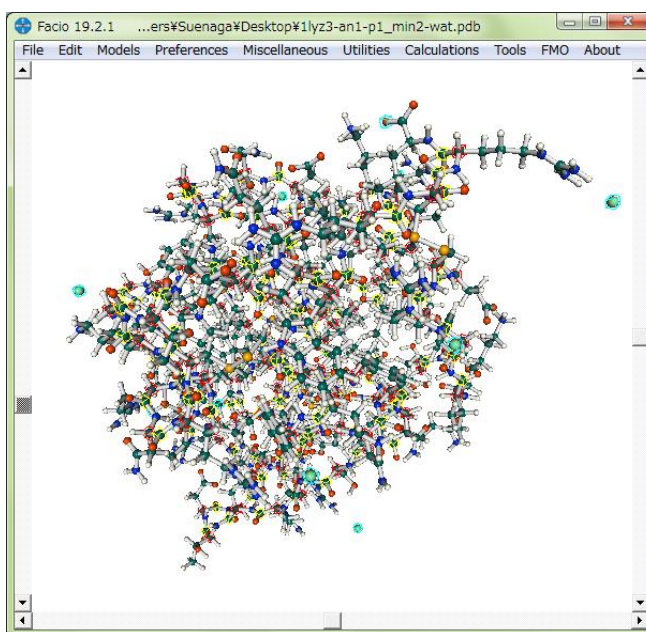 Facio 19.2.1 ...ers¥Suenaga¥Desktop¥1lyz3-an1-p1_min2-wat.pdb
File Edit Models Preferences Miscellaneous Utilities Calculations Tools FMO About